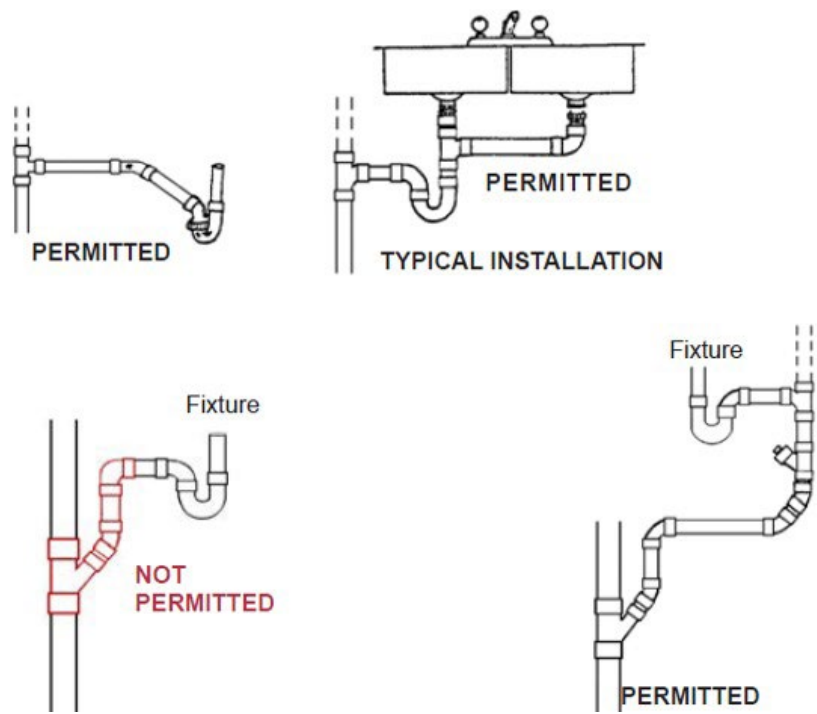 PERMITTED
PERMITTED
TYPICAL INSTALLATION
Fixture
NOT
PERMITTED
Fixture
PERMITTED